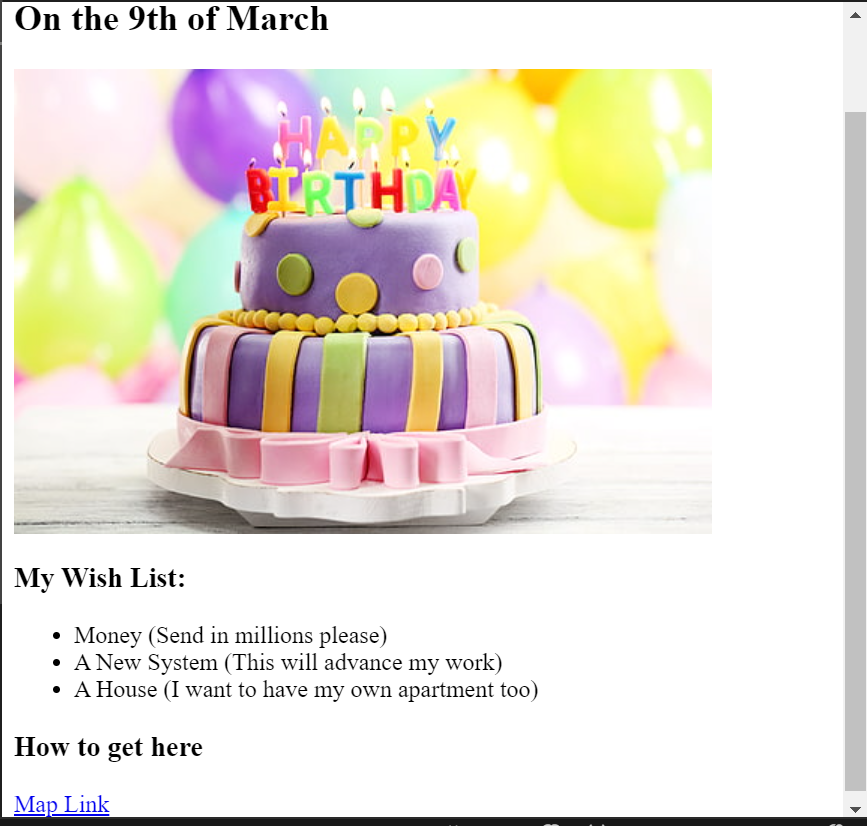 On the 9th of March
HAPPY
BIRTHDAY
My Wish List:
Money (Send in millions please)
A New System (This will advance my work)
A House (I want to have my own apartment too)
How to get here
Map Link